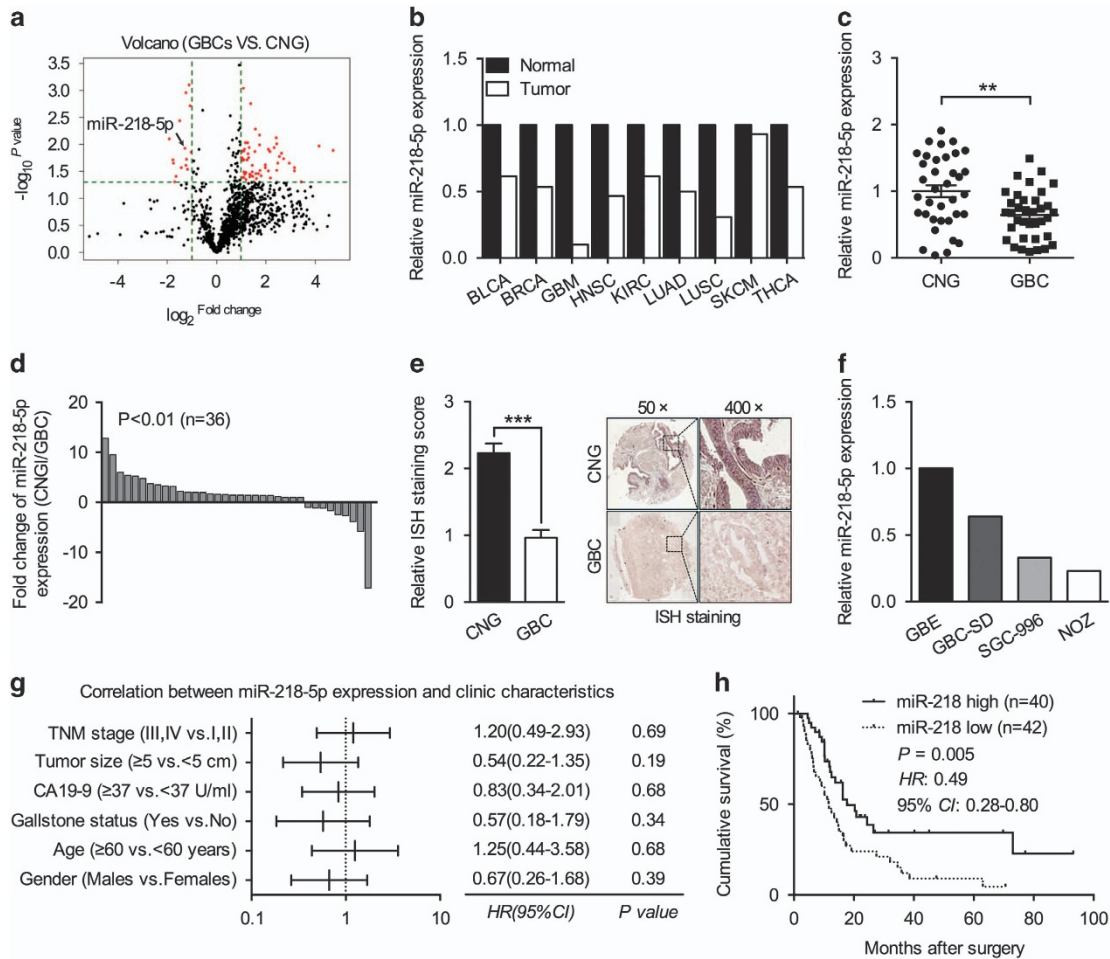 a
Volcano (GBCs VS. CNG)
3.5
3.0
2.5
2.0
1.5
1.0
0.5
0.0
-log10 P value
miR-218-5p
-4 -2 0 2 4
log2 Fold change
b
Relative miR-218-5p expression
1.5
1.0
0.5
0.0
Normal
Tumor
BLCA
BRCA
GBM
HNSC
KIRC
LUAD
LUSC
SKCM
THCA
c
Relative miR-218-5p expression
3
2
1
0
**
CNG GBC
d
Fold change of miR-218-5p
expression (CNGI/GBC)
20
10
0
-10
-20
P<0.01 (n=36)
e
Relative ISH staining score
3
2
1
0
***
CNG
GBC
50 × 400 ×
CNG
GBC
ISH staining
f
Relative miR-218-5p expression
1.5
1.0
0.5
0.0
GBE
GBC-SD
SGC-996
NOZ
g
Correlation between miR-218-5p expression and clinic characteristics
TNM stage (III,IV vs.I,II) 1.20(0.49-2.93) 0.69
Tumor size (≥5 vs.<5 cm) 0.54(0.22-1.35) 0.19
CA19-9 (≥37 vs.<37 U/ml) 0.83(0.34-2.01) 0.68
Gallstone status (Yes vs.No) 0.57(0.18-1.79) 0.34
Age (≥60 vs.<60 years) 1.25(0.44-3.58) 0.68
Gender (Males vs.Females) 0.67(0.26-1.68) 0.39
0.1 1 10
HR(95%CI) P value
h
Cumulative survival (%)
100
50
0
miR-218 high (n=40)
miR-218 low (n=42)
P = 0.005
HR: 0.49
95% CI: 0.28-0.80
0 20 40 60 80 100
Months after surgery